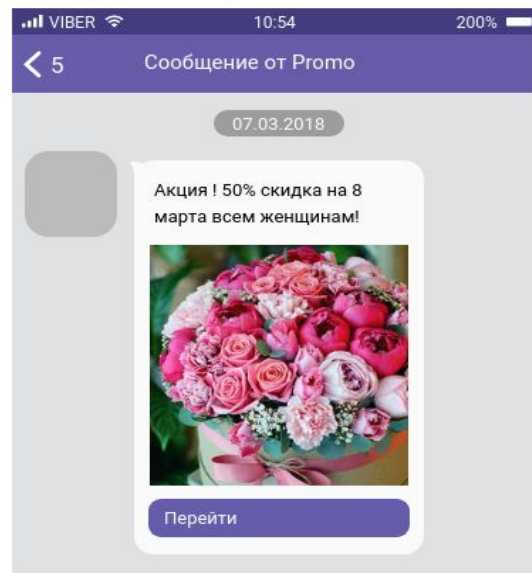 VIBER 10:54 200%
5 Сообщение от Promo
07.03.2018
Акция ! 50% скидка на 8
марта всем женщинам!
Перейти